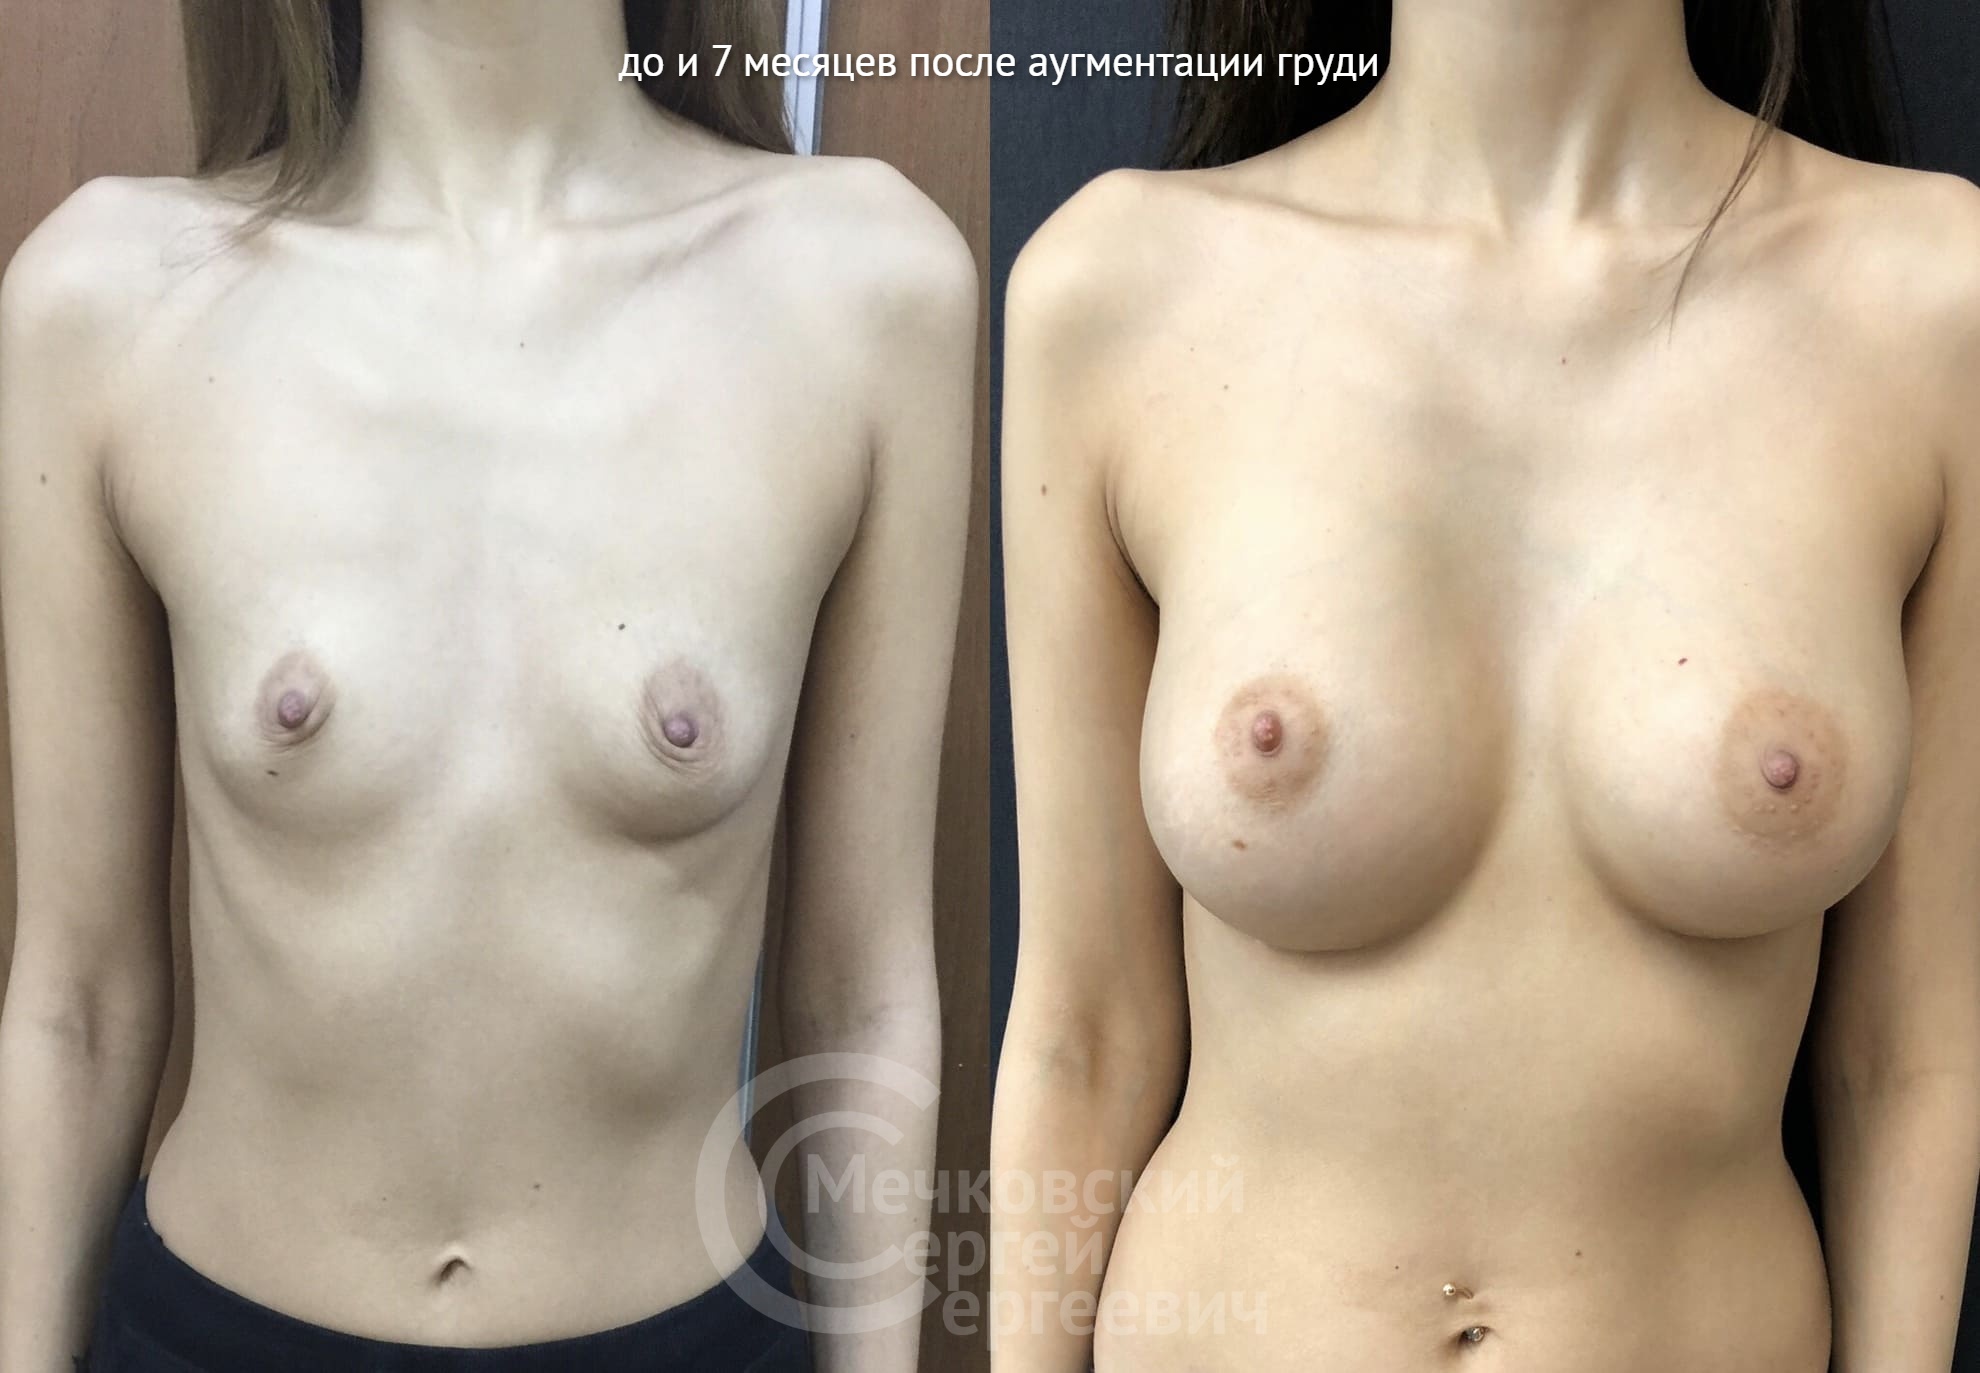 до и 7 месяцев после аугментации груди
Мечковский
Сергей
Сергеевич